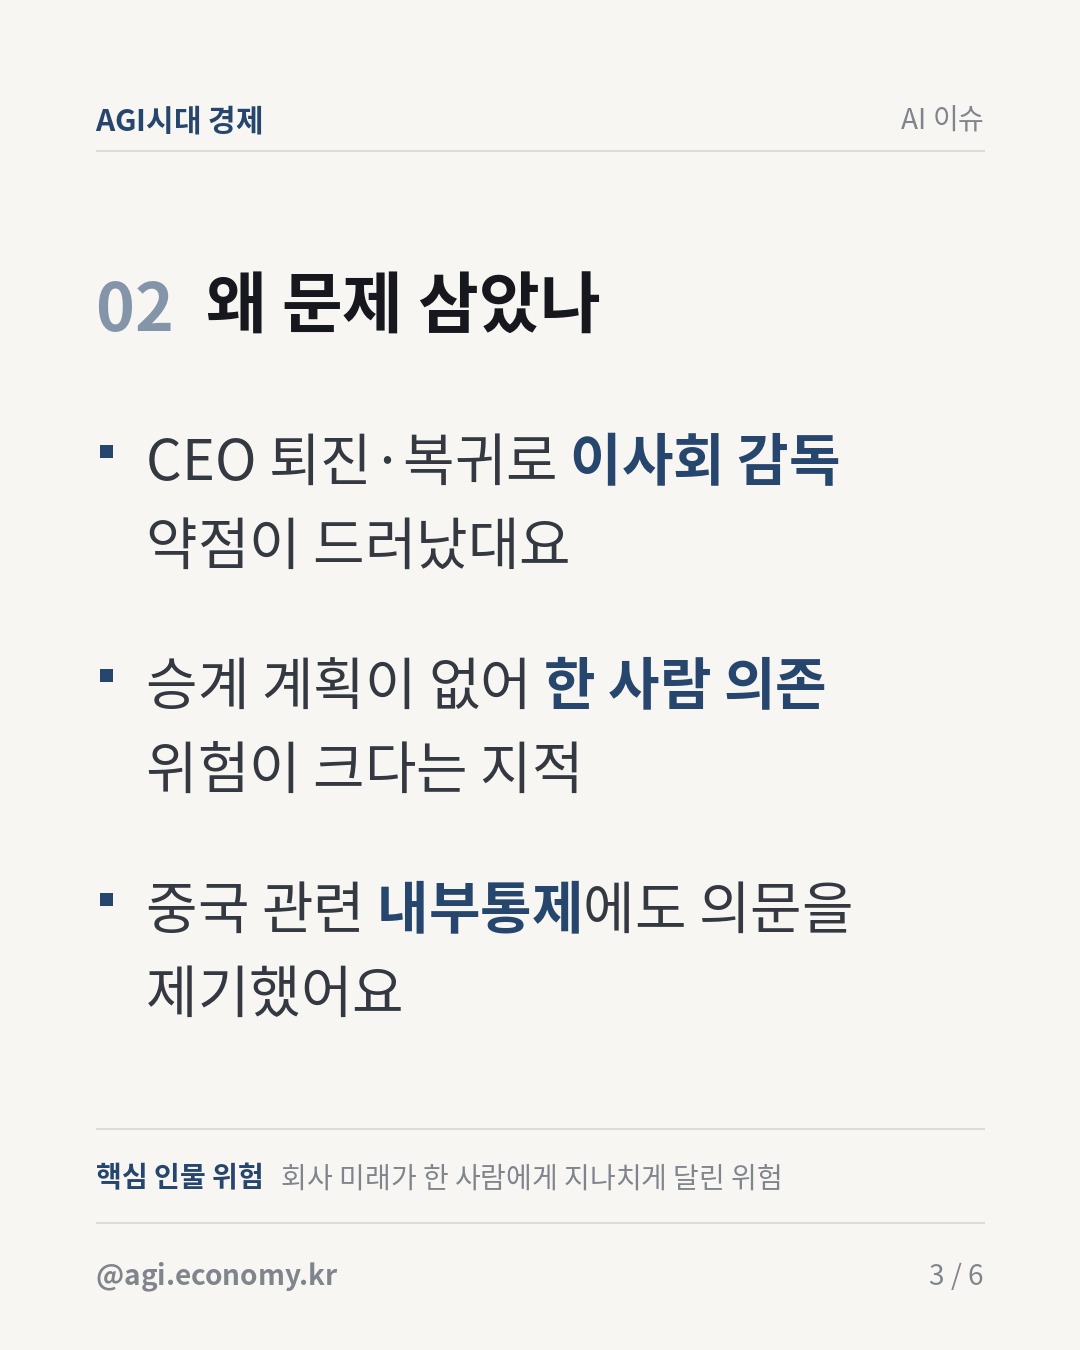 AGI시대 경제
AI 이슈
02 왜 문제 삼았나
▪ CEO 퇴진·복귀로 이사회 감독
약점이 드러났대요
▪ 승계 계획이 없어 한 사람 의존
위험이 크다는 지적
▪ 중국 관련 내부통제에도 의문을
제기했어요
핵심 인물 위험 회사 미래가 한 사람에게 지나치게 달린 위험
@agi.economy.kr
3 / 6